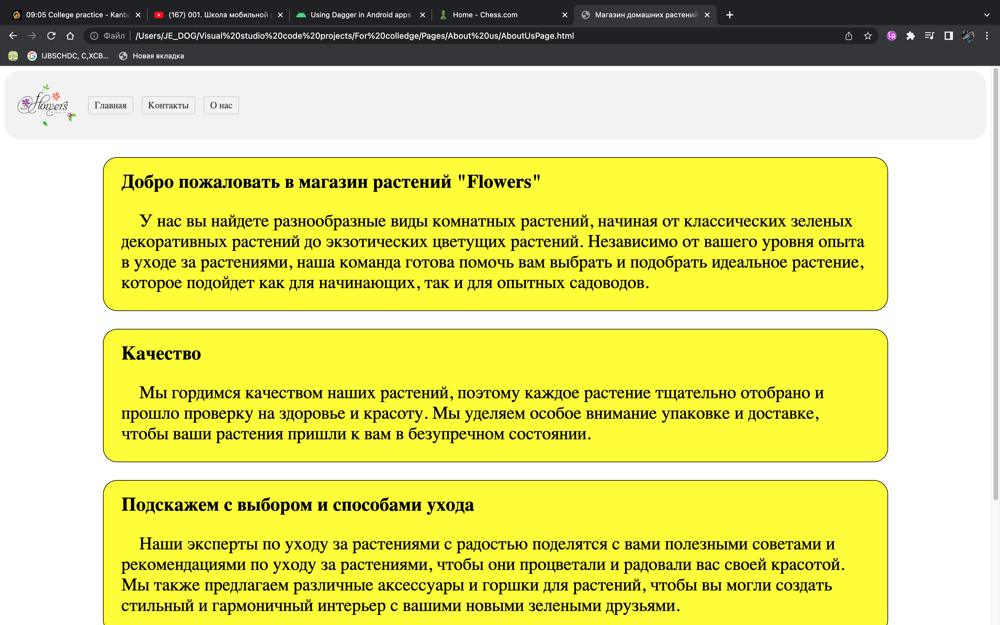 09:05 College practice - Kanba
(167) 001. Школа мобильной р
Using Dagger in Android apps
Home - Chess.com
Магазин домашних растений
Файл
/Users/JE_DOG/Visual%20studio%20code%20projects/For%20colledge/Pages/About%20us/AboutUsPage.html
IJBSCHDC, C,XCB...
Новая вкладка
flowers
& More Inc
Главная
Контакты
О нас
Добро пожаловать в магазин растений "Flowers"
У нас вы найдете разнообразные виды комнатных растений, начиная от классических зеленых
декоративных растений до экзотических цветущих растений. Независимо от вашего уровня опыта
в уходе за растениями, наша команда готова помочь вам выбрать и подобрать идеальное растение,
которое подойдет как для начинающих, так и для опытных садоводов.
Качество
Мы гордимся качеством наших растений, поэтому каждое растение тщательно отобрано и
прошло проверку на здоровье и красоту. Мы уделяем особое внимание упаковке и доставке,
чтобы ваши растения пришли к вам в безупречном состоянии.
Подскажем с выбором и способами ухода
Наши эксперты по уходу за растениями с радостью поделятся с вами полезными советами и
рекомендациями по уходу за растениями, чтобы они процветали и радовали вас своей красотой.
Мы также предлагаем различные аксессуары и горшки для растений, чтобы вы могли создать
стильный и гармоничный интерьер с вашими новыми зелеными друзьями.